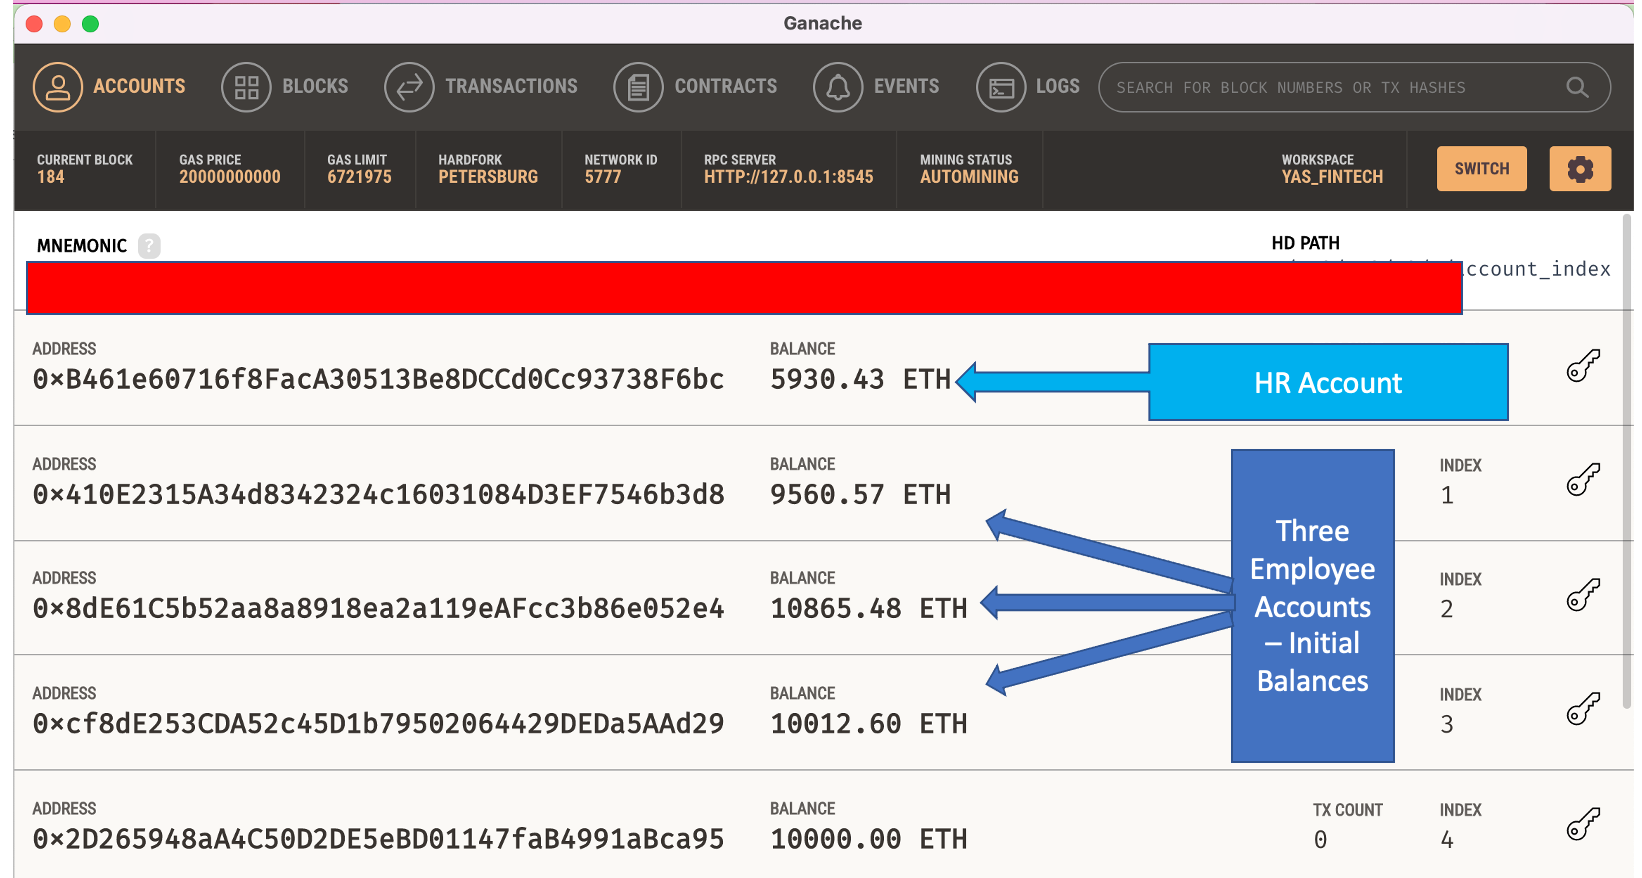 Ganache
ACCOUNTS BLOCKS TRANSACTIONS CONTRACTS EVENTS LOGS SEARCH FOR BLOCK NUMBERS OR TX HASHES
CURRENT BLOCK GAS PRICE GAS LIMIT HARDFORK NETWORK ID RPC SERVER MINING STATUS WORKSPACE
184 20000000000 6721975 PETERSBURG 5777 HTTP://127.0.0.1:8545 AUTOMINING YAS_FINTECH SWITCH
MNEMONIC ? HD PATH
account_index
ADDRESS BALANCE
0×B461e60716f8FacA30513Be8DCCd0Cc93738F6bc 5930.43 ETH HR Account
ADDRESS BALANCE INDEX
0×410E2315A34d8342324c16031084D3EF7546b3d8 9560.57 ETH 1
Three
Employee
Accounts
– Initial
Balances
ADDRESS BALANCE INDEX
0×8dE61C5b52aa8a8918ea2a119eAFcc3b86e052e4 10865.48 ETH 2
ADDRESS BALANCE INDEX
0×cf8dE253CDA52c45D1b79502064429DEDa5AAd29 10012.60 ETH 3
ADDRESS BALANCE TX COUNT INDEX
0×2D265948aA4C50D2DE5eBD01147faB4991aBca95 10000.00 ETH 0 4